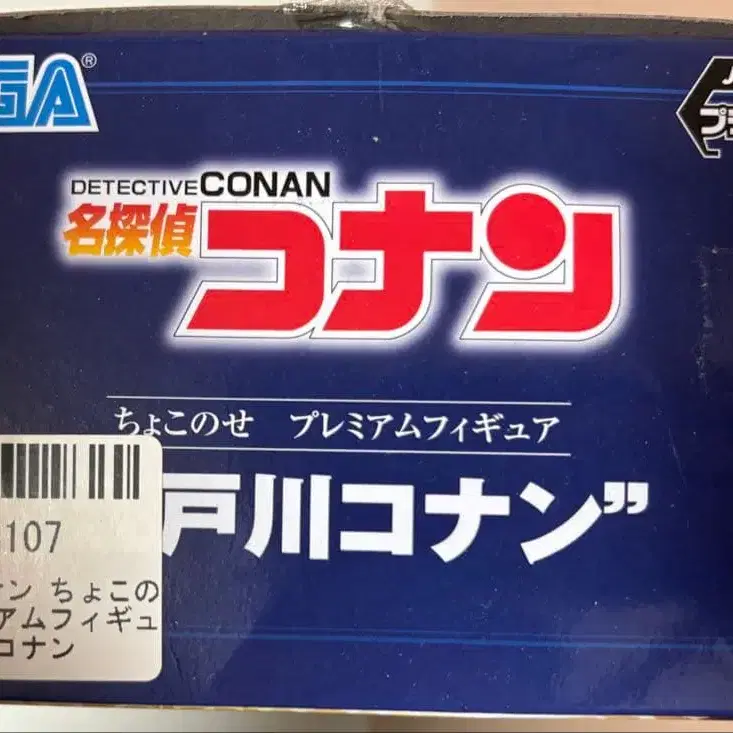 GA®
J
プラ
DETECTIVE CONAN
名探偵
コナン
ちょこのせ プレミアムフィギュア
戸川コナン”
107
ン ちょこの
アムフィギュ
コナン